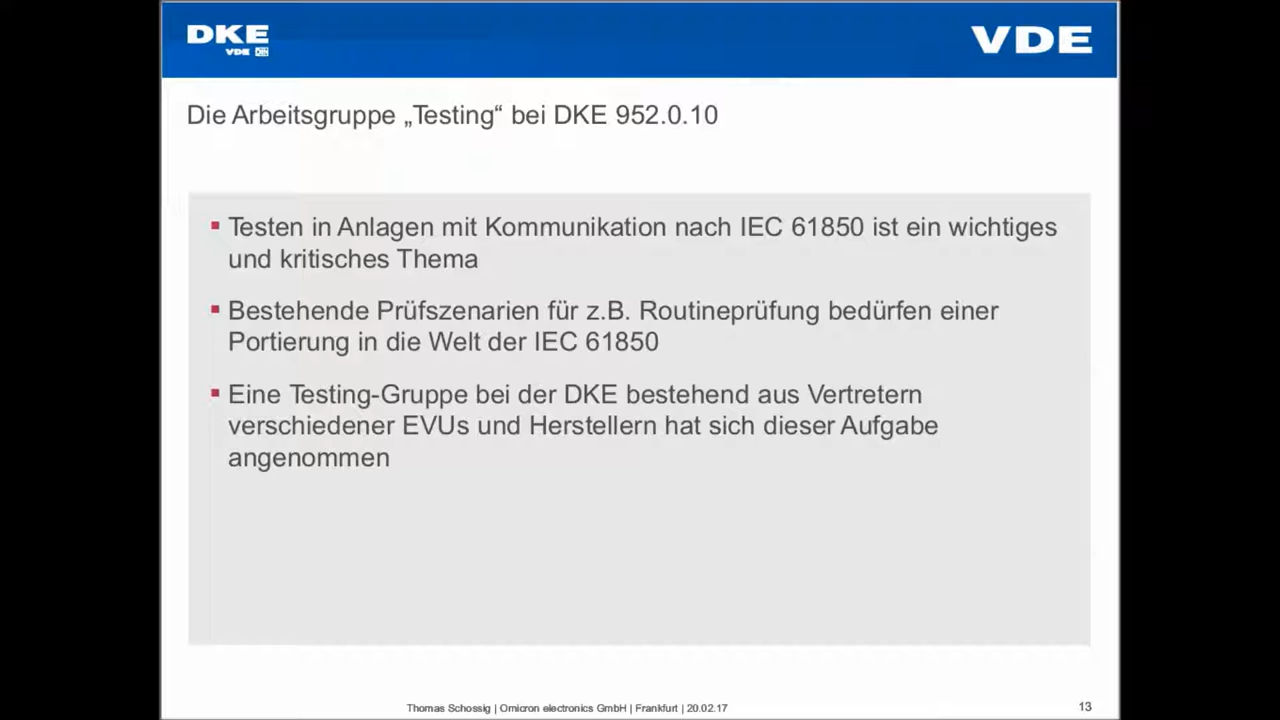 DKE
VDE DIN
VDE
Die Arbeitsgruppe „Testing“ bei DKE 952.0.10
Testen in Anlagen mit Kommunikation nach IEC 61850 ist ein wichtiges
und kritisches Thema
Bestehende Prüfszenarien für z.B. Routineprüfung bedürfen einer
Portierung in die Welt der IEC 61850
Eine Testing-Gruppe bei der DKE bestehend aus Vertretern
verschiedener EVUs und Herstellern hat sich dieser Aufgabe
angenommen
Thomas Schossig | Omicron electronics GmbH | Frankfurt | 20.02.17
13